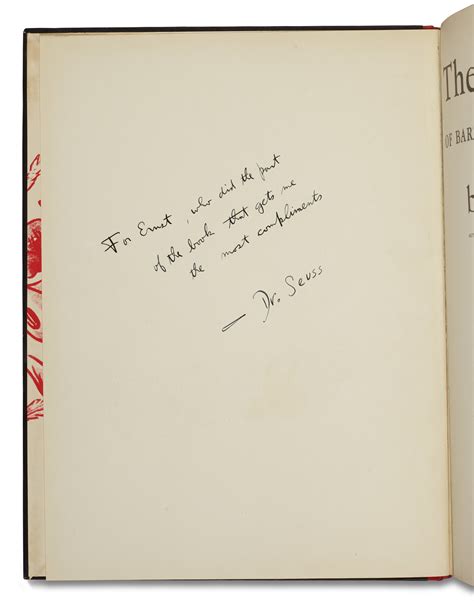 For Ernst, who did the part
of the book that gets me
the most compliments
— Dr. Seuss
The
OF BAR
b